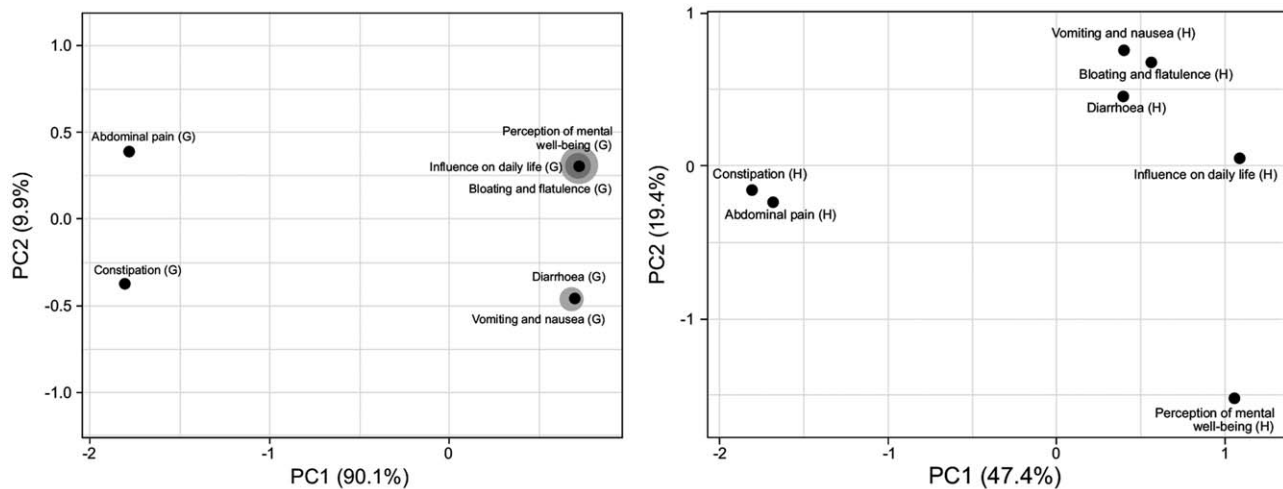 1.0
0.5
0.0
-0.5
-1.0
PC2 (9.9%)
Abdominal pain (G)
Perception of mental
well-being (G)
Influence on daily life (G)
Bloating and flatulence (G)
Constipation (G)
Diarrhoea (G)
Vomiting and nausea (G)
-2
-1
0
PC1 (90.1%)
1
0
-1
PC2 (19.4%)
Vomiting and nausea (H)
Bloating and flatulence (H)
Diarrhoea (H)
Constipation (H)
Influence on daily life (H)
Abdominal pain (H)
Perception of mental
well-being (H)
-2
-1
0
1
PC1 (47.4%)